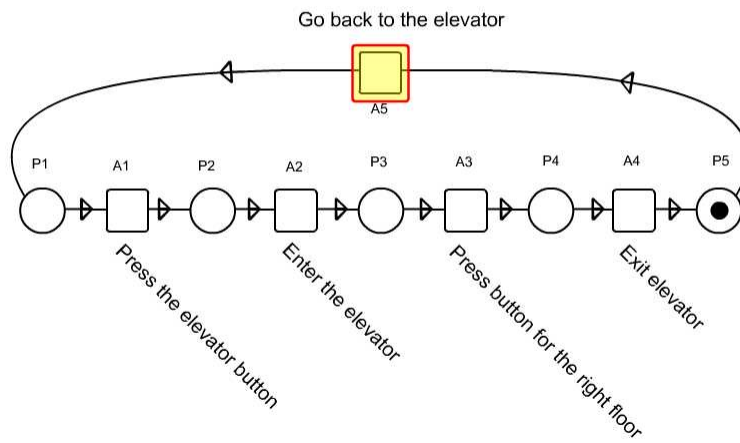 Go back to the elevator
A5
P1
A1
P2
A2
P3
A3
P4
A4
P5
Press the elevator button
Enter the elevator
Press button for the right floor
Exit elevator